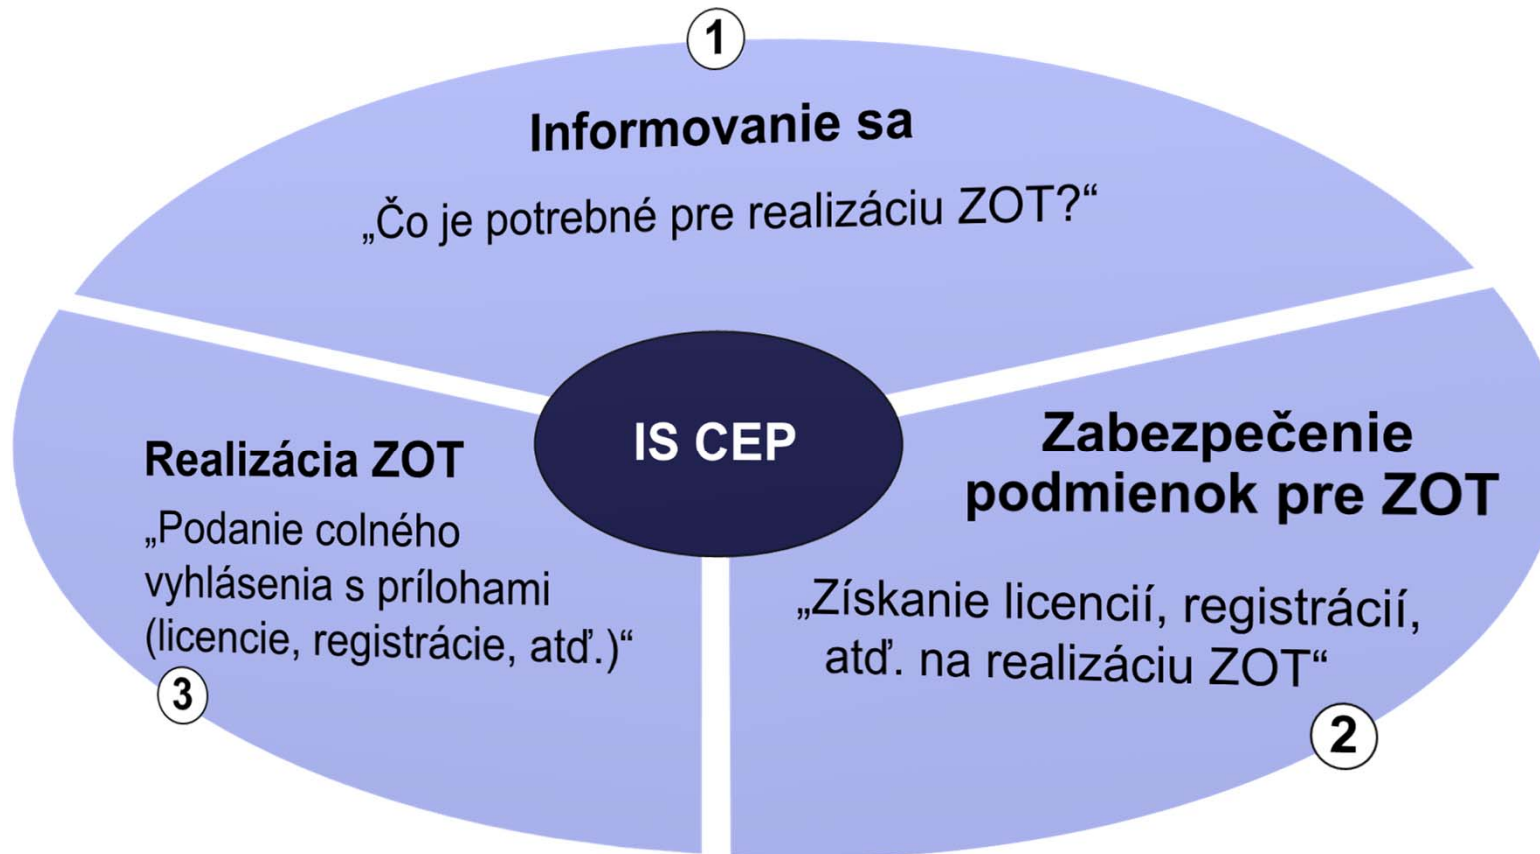 1
Informovanie sa
„Čo je potrebné pre realizáciu ZOT?“
IS CEP
Zabezpečenie
podmienok pre ZOT
„Získanie licencií, registrácií,
atď. na realizáciu ZOT“
2
Realizácia ZOT
„Podanie colného
vyhlásenia s prílohami
(licencie, registrácie, atď.)“
3